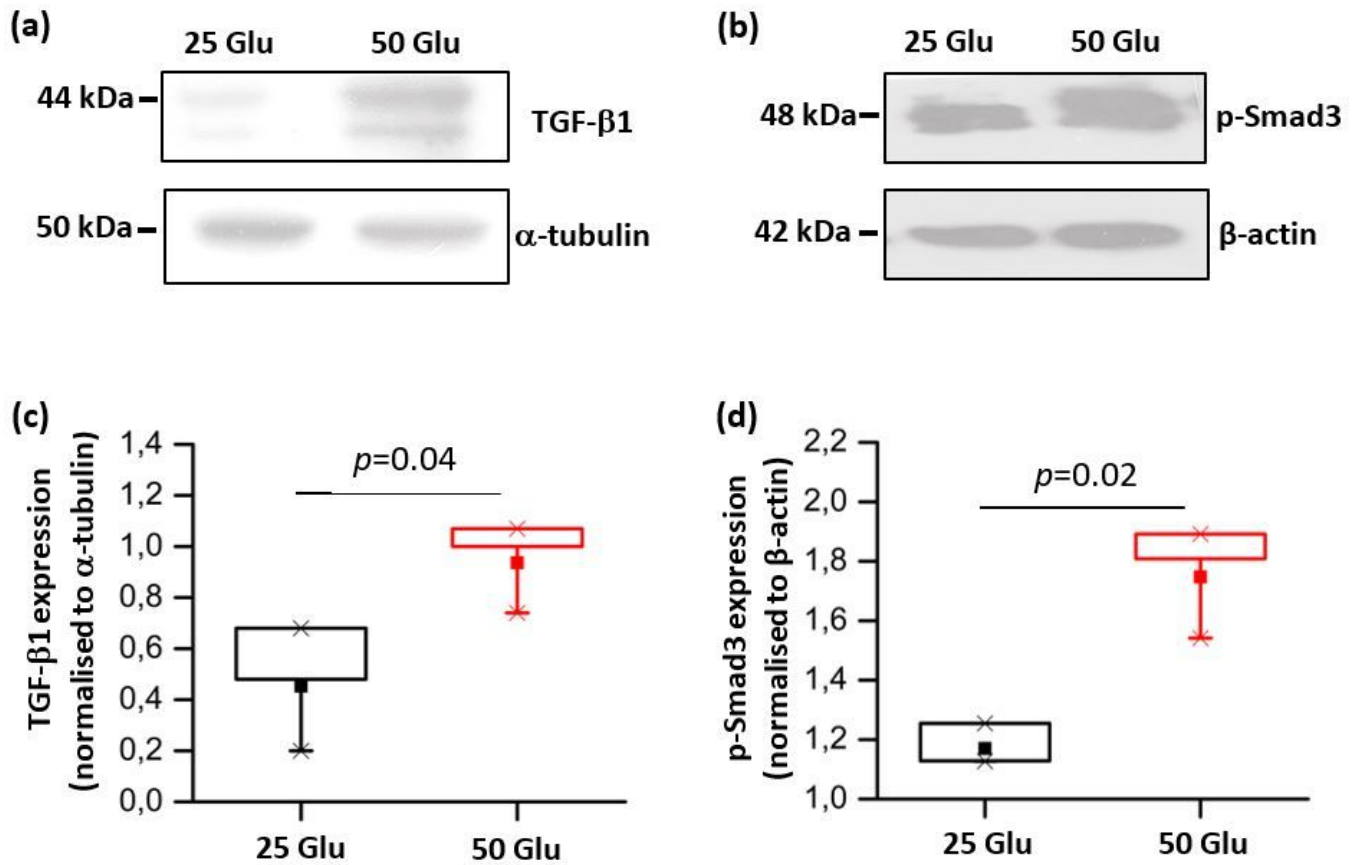 (a)
25 Glu 50 Glu
44 kDa
TGF-β1
50 kDa
α-tubulin
(b)
25 Glu 50 Glu
48 kDa
p-Smad3
42 kDa
β-actin
(c)
TGF-β1 expression
(normalised to α-tubulin)
1,4
1,2
1,0
0,8
0,6
0,4
0,2
0,0
p=0.04
25 Glu 50 Glu
(d)
p-Smad3 expression
(normalised to β-actin)
2,2
2,0
1,8
1,6
1,4
1,2
1,0
p=0.02
25 Glu 50 Glu